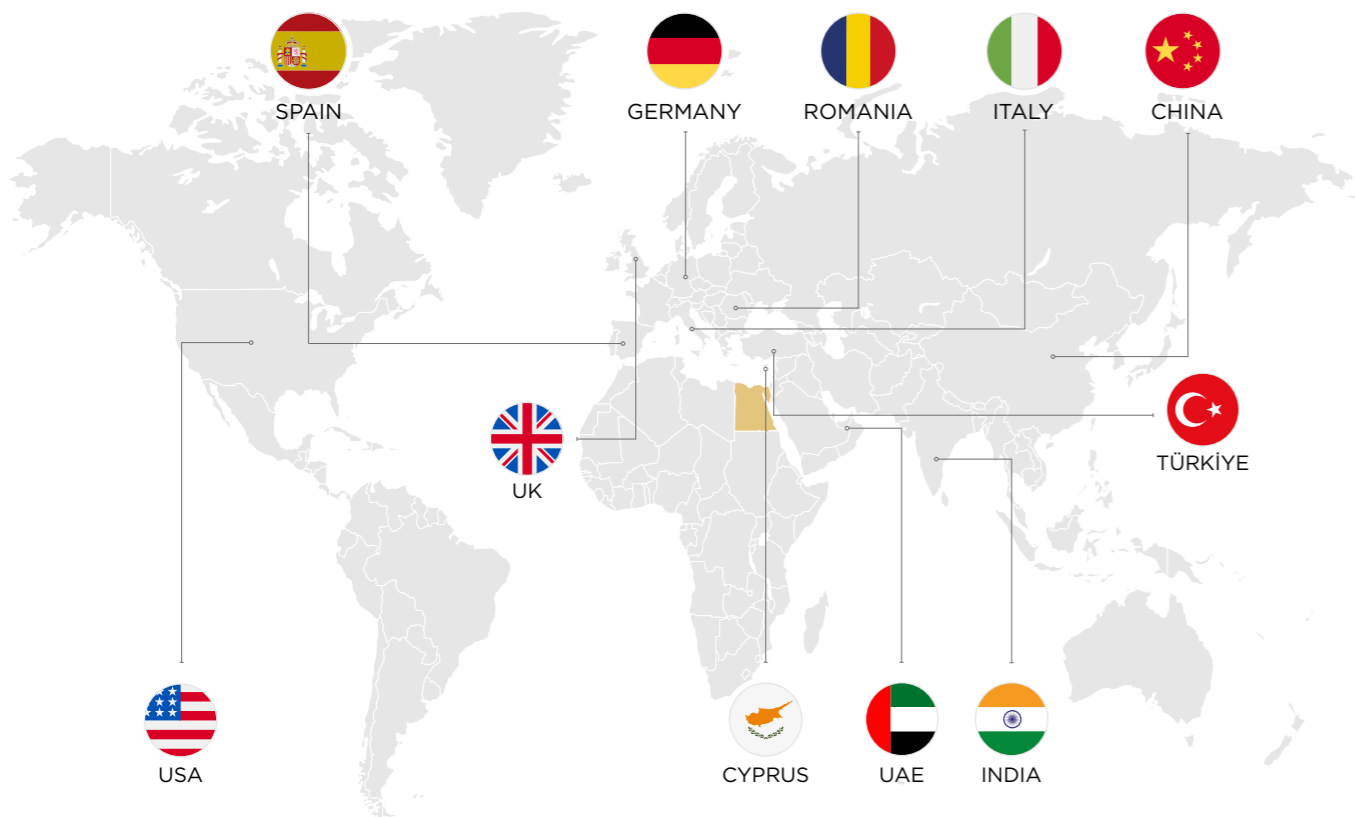 SPAIN
GERMANY
ROMANIA
ITALY
CHINA
TÜRKİYE
UK
USA
CYPRUS
UAE
INDIA